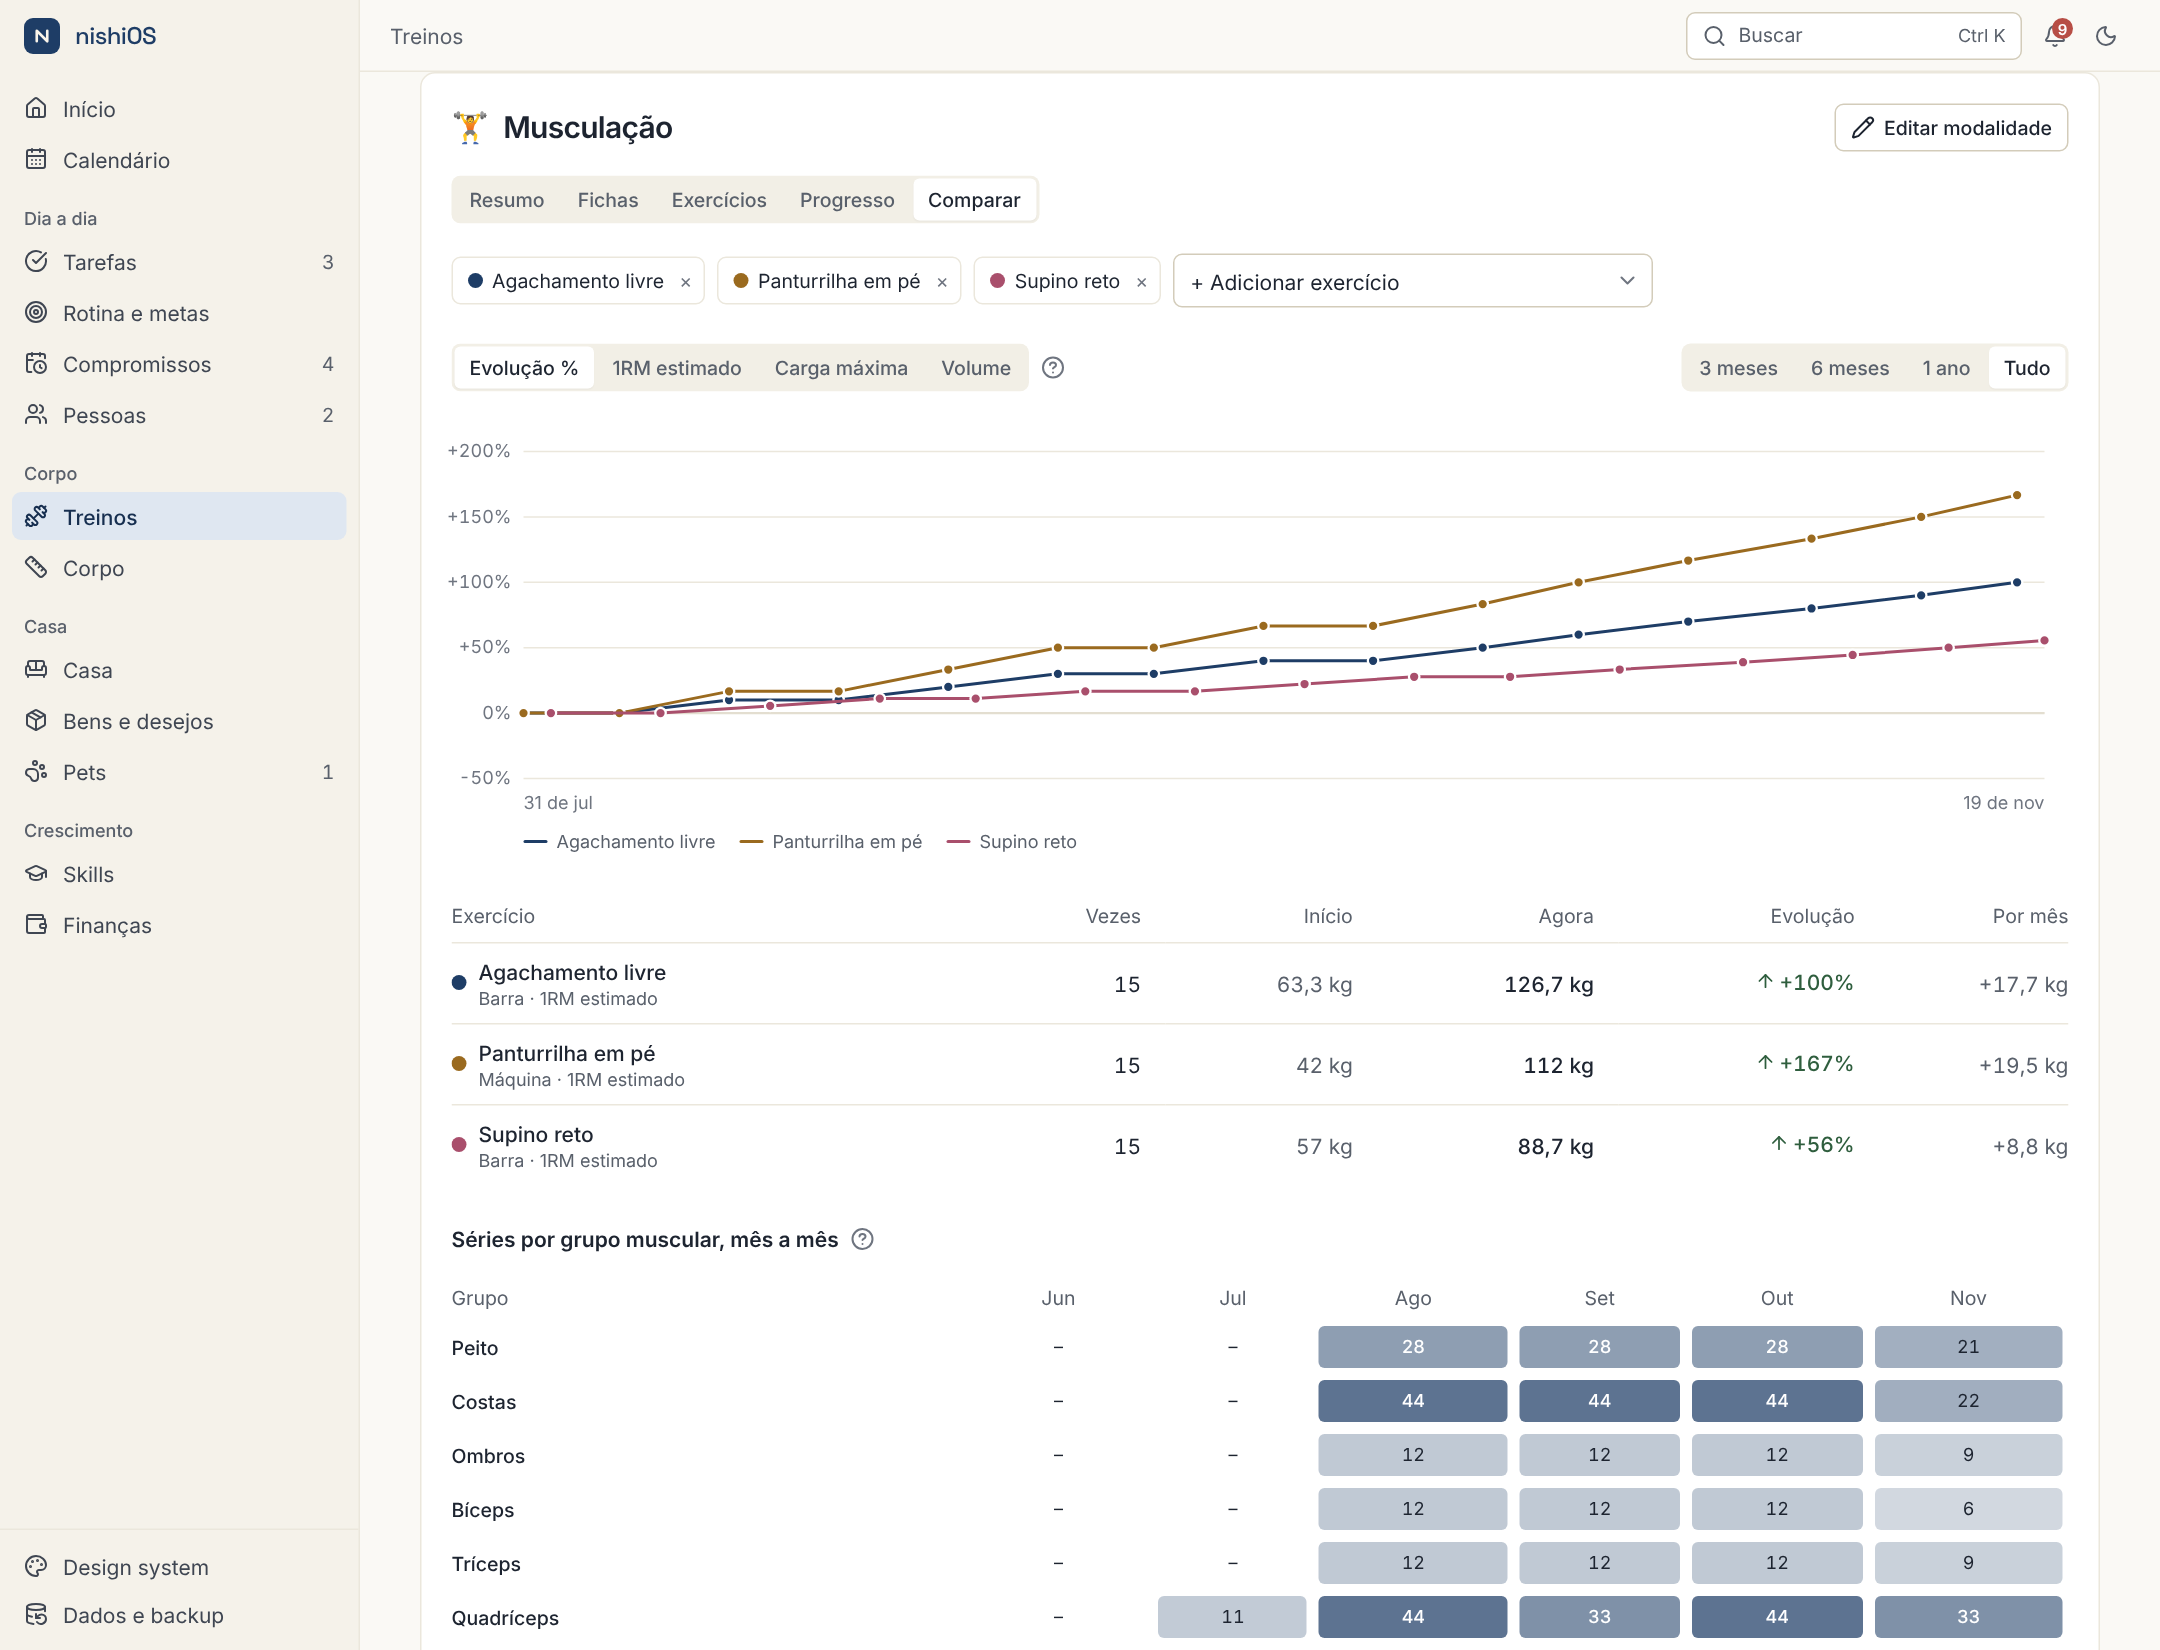 N nishiOS
Início
Calendário
Dia a dia
Tarefas 3
Rotina e metas
Compromissos 4
Pessoas 2
Corpo
Treinos
Corpo
Casa
Casa
Bens e desejos
Pets 1
Crescimento
Skills
Finanças
Design system
Dados e backup
Treinos
Buscar Ctrl K
9
Musculação
Editar modalidade
Resumo Fichas Exercícios Progresso Comparar
Agachamento livre × Panturrilha em pé × Supino reto × + Adicionar exercício
Evolução % 1RM estimado Carga máxima Volume ? 3 meses 6 meses 1 ano Tudo
+200%
+150%
+100%
+50%
0%
-50%
31 de jul 19 de nov
Agachamento livre Panturrilha em pé Supino reto
Exercício Vezes Início Agora Evolução Por mês
Agachamento livre 15 63,3 kg 126,7 kg ↑ +100% +17,7 kg
Barra · 1RM estimado
Panturrilha em pé 15 42 kg 112 kg ↑ +167% +19,5 kg
Máquina · 1RM estimado
Supino reto 15 57 kg 88,7 kg ↑ +56% +8,8 kg
Barra · 1RM estimado
Séries por grupo muscular, mês a mês ?
Grupo Jun Jul Ago Set Out Nov
Peito – – 28 28 28 21
Costas – – 44 44 44 22
Ombros – – 12 12 12 9
Bíceps – – 12 12 12 6
Tríceps – – 12 12 12 9
Quadríceps – 11 44 33 44 33